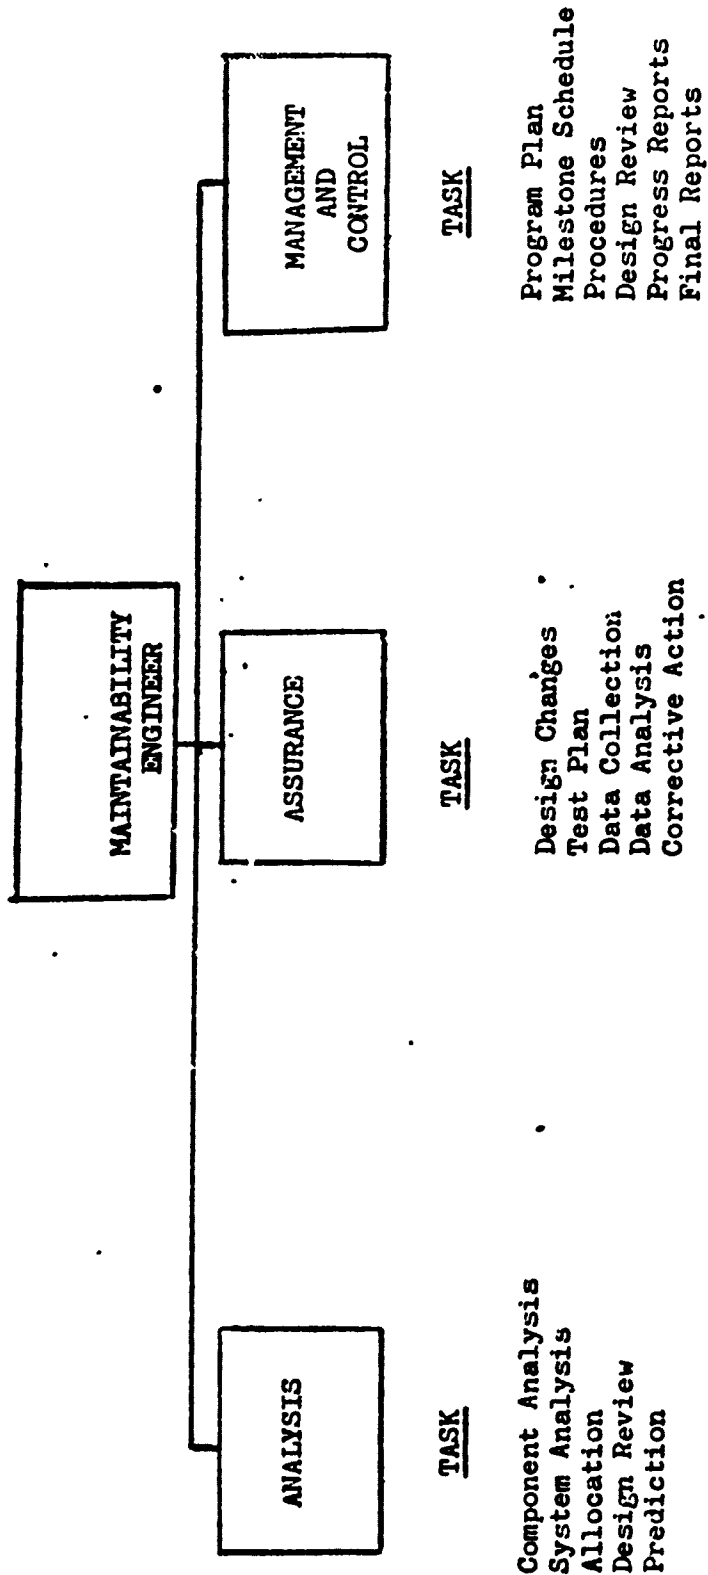 MAINTAINABILITY
ENGINEER
ANALYSIS
TASK
Component Analysis
System Analysis
Allocation
Design Review
Prediction
ASSURANCE
TASK
Design Changes
Test Plan
Data Collection
Data Analysis
Corrective Action
MANAGEMENT
AND
CONTROL
TASK
Program Plan
Milestone Schedule
Procedures
Design Review
Progress Reports
Final Reports